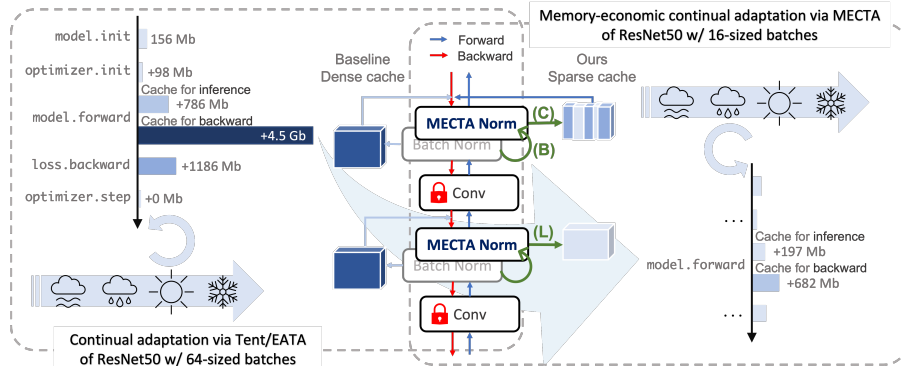 model.init
156 Mb
optimizer.init
+98 Mb
Cache for inference
+786 Mb
model.forward
Cache for backward
+4.5 Gb
loss.backward
+1186 Mb
optimizer.step
+0 Mb
Continual adaptation via Tent/EATA
of ResNet50 w/ 64-sized batches
Forward
Backward
Baseline
Dense cache
Ours
Sparse cache
MECTA Norm
Batch Norm
(C)
(B)
Conv
MECTA Norm
Batch Norm
(L)
Conv
Memory-economic continual adaptation via MECTA
of ResNet50 w/ 16-sized batches
...
Cache for inference
+197 Mb
model.forward
Cache for backward
+682 Mb
...